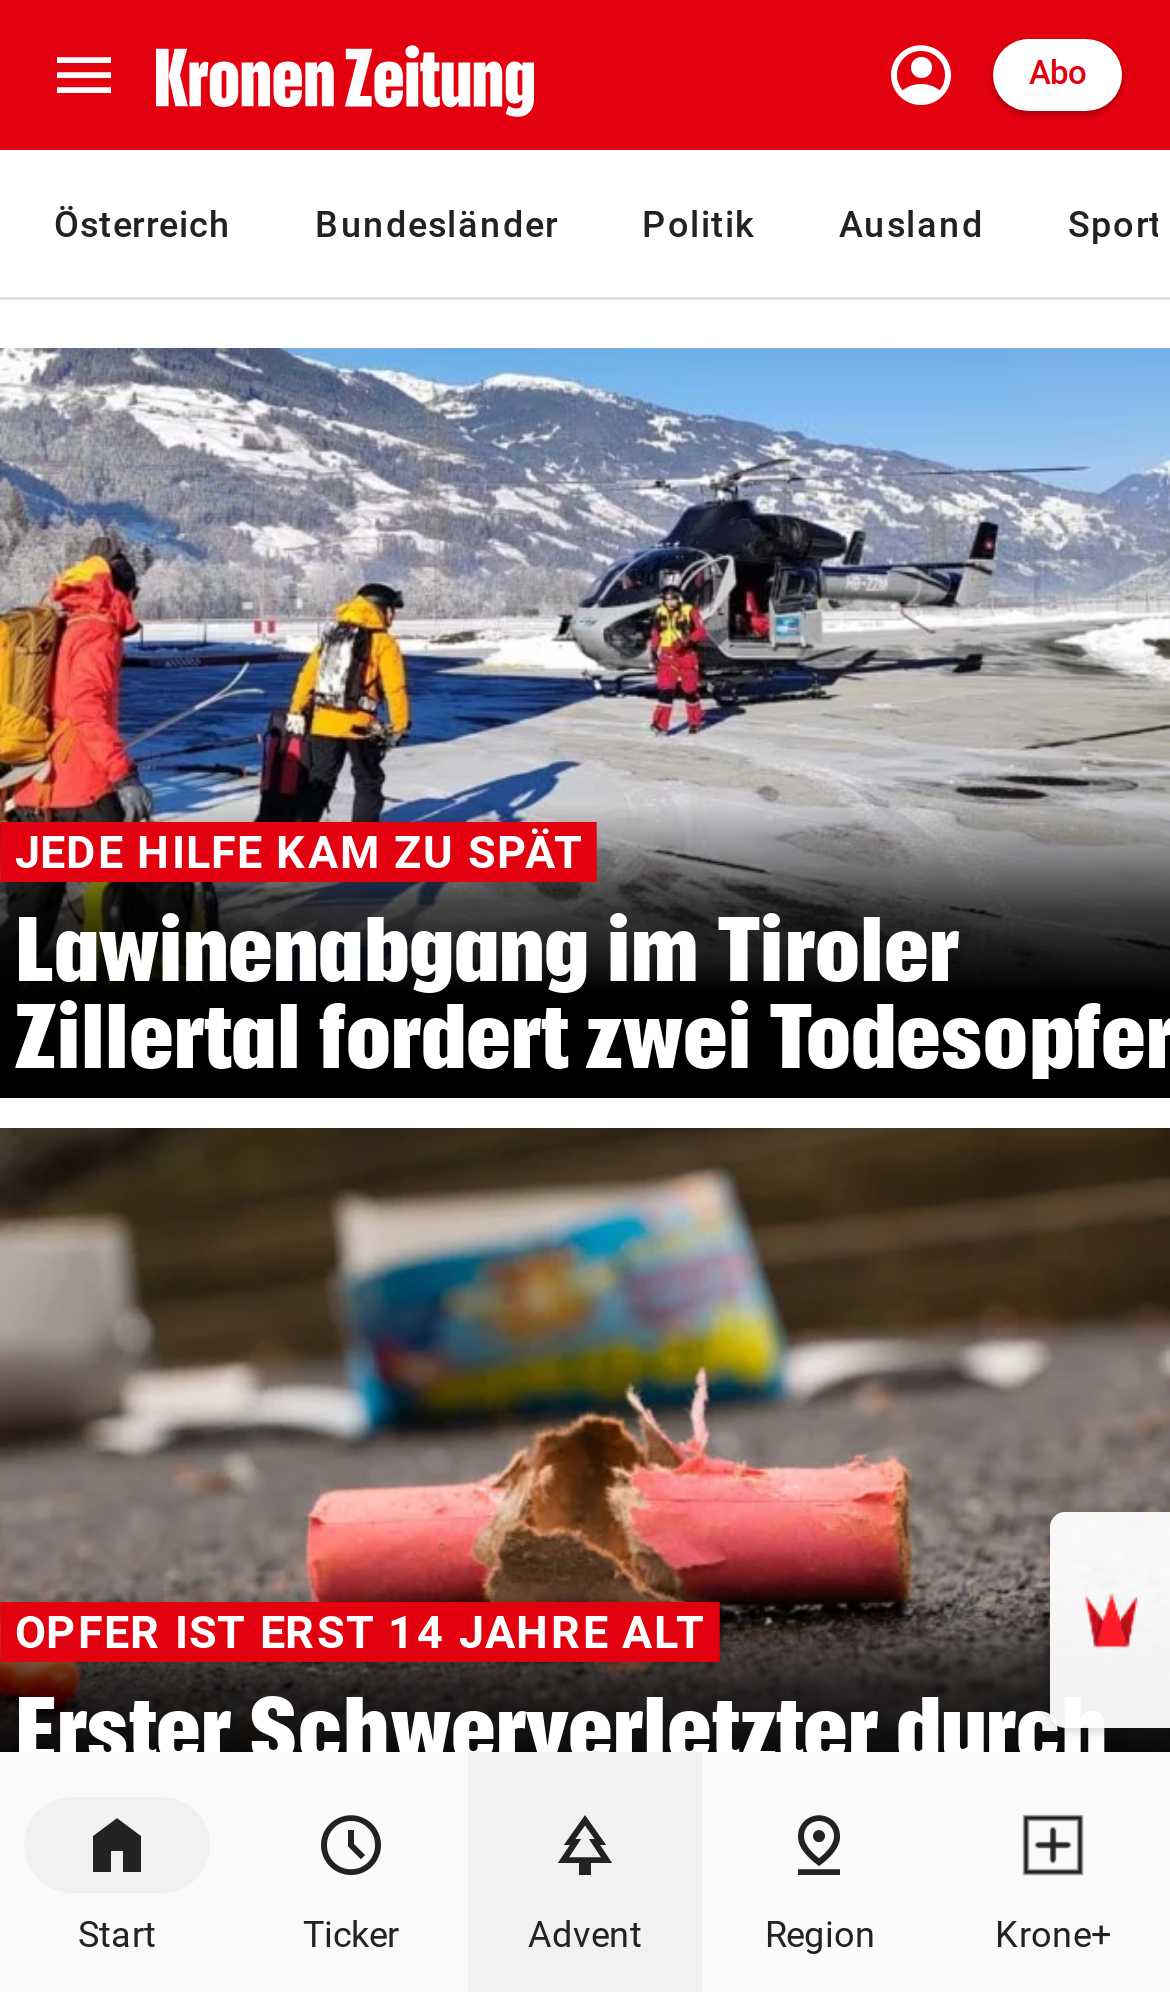 Kronen Zeitung
Abo
Österreich Bundesländer Politik Ausland Sport
JEDE HILFE KAM ZU SPÄT
Lawinenabgang im Tiroler
Zillertal fordert zwei Todesopfer
OPFER IST ERST 14 JAHRE ALT
Erster Schwerverletzter durch
Start Ticker Advent Region Krone+